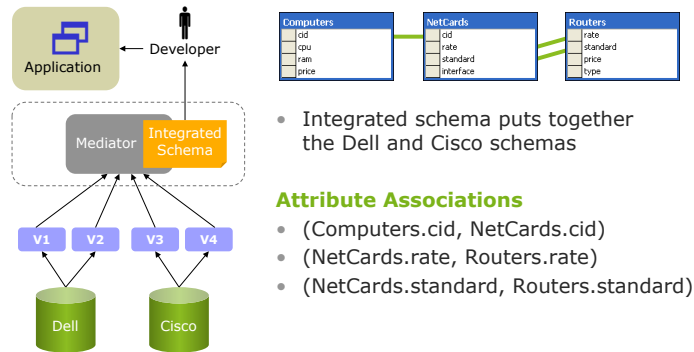 Application
Developer
Mediator
Integrated
Schema
V1
V2
V3
V4
Dell
Cisco
Computers
cid
cpu
ram
price
NetCards
cid
rate
standard
interface
Routers
rate
standard
price
type
• Integrated schema puts together
the Dell and Cisco schemas
Attribute Associations
• (Computers.cid, NetCards.cid)
• (NetCards.rate, Routers.rate)
• (NetCards.standard, Routers.standard)